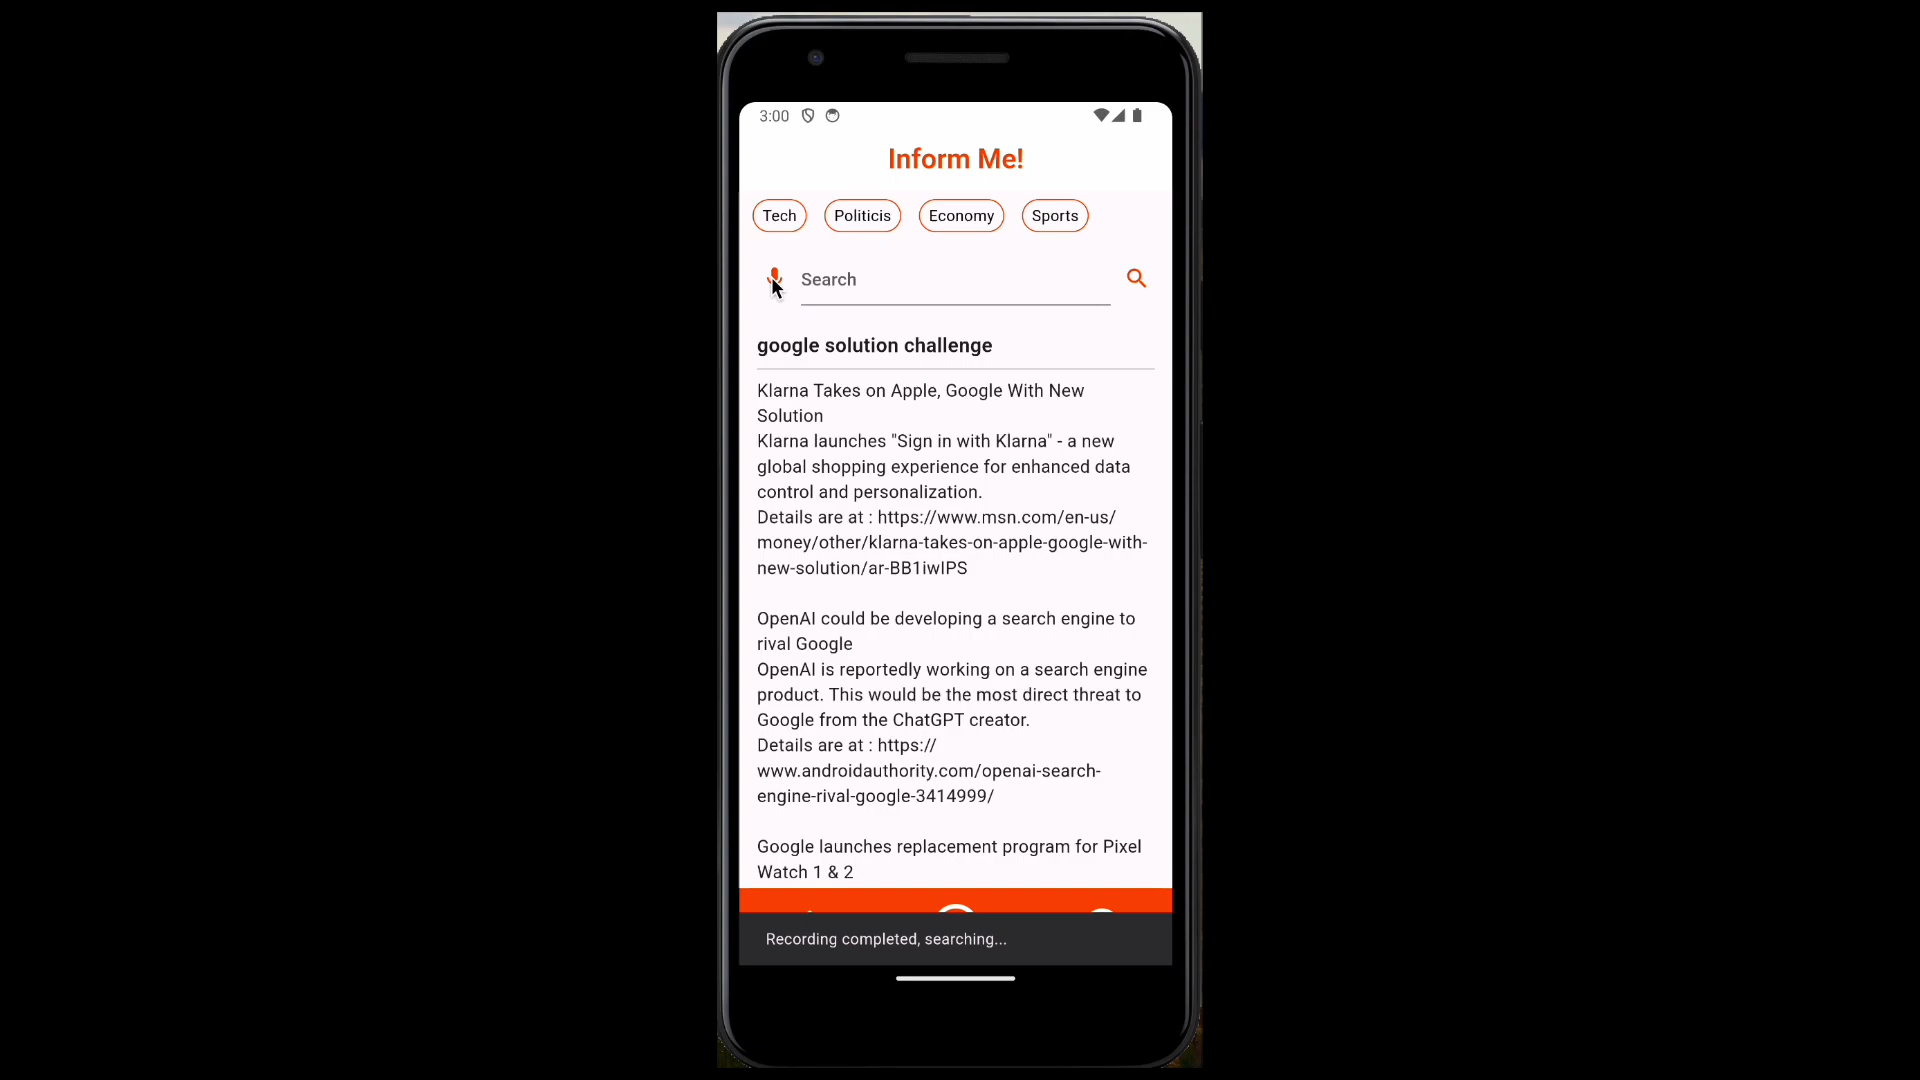 3:00
Inform Me!
Tech Politicis Economy Sports
Search
google solution challenge
Klarna Takes on Apple, Google With New
Solution
Klarna launches "Sign in with Klarna" - a new
global shopping experience for enhanced data
control and personalization.
Details are at : https://www.msn.com/en-us/
money/other/klarna-takes-on-apple-google-with-
new-solution/ar-BB1iwIPS
OpenAI could be developing a search engine to
rival Google
OpenAI is reportedly working on a search engine
product. This would be the most direct threat to
Google from the ChatGPT creator.
Details are at : https://
www.androidauthority.com/openai-search-
engine-rival-google-3414999/
Google launches replacement program for Pixel
Watch 1 & 2
Recording completed, searching...